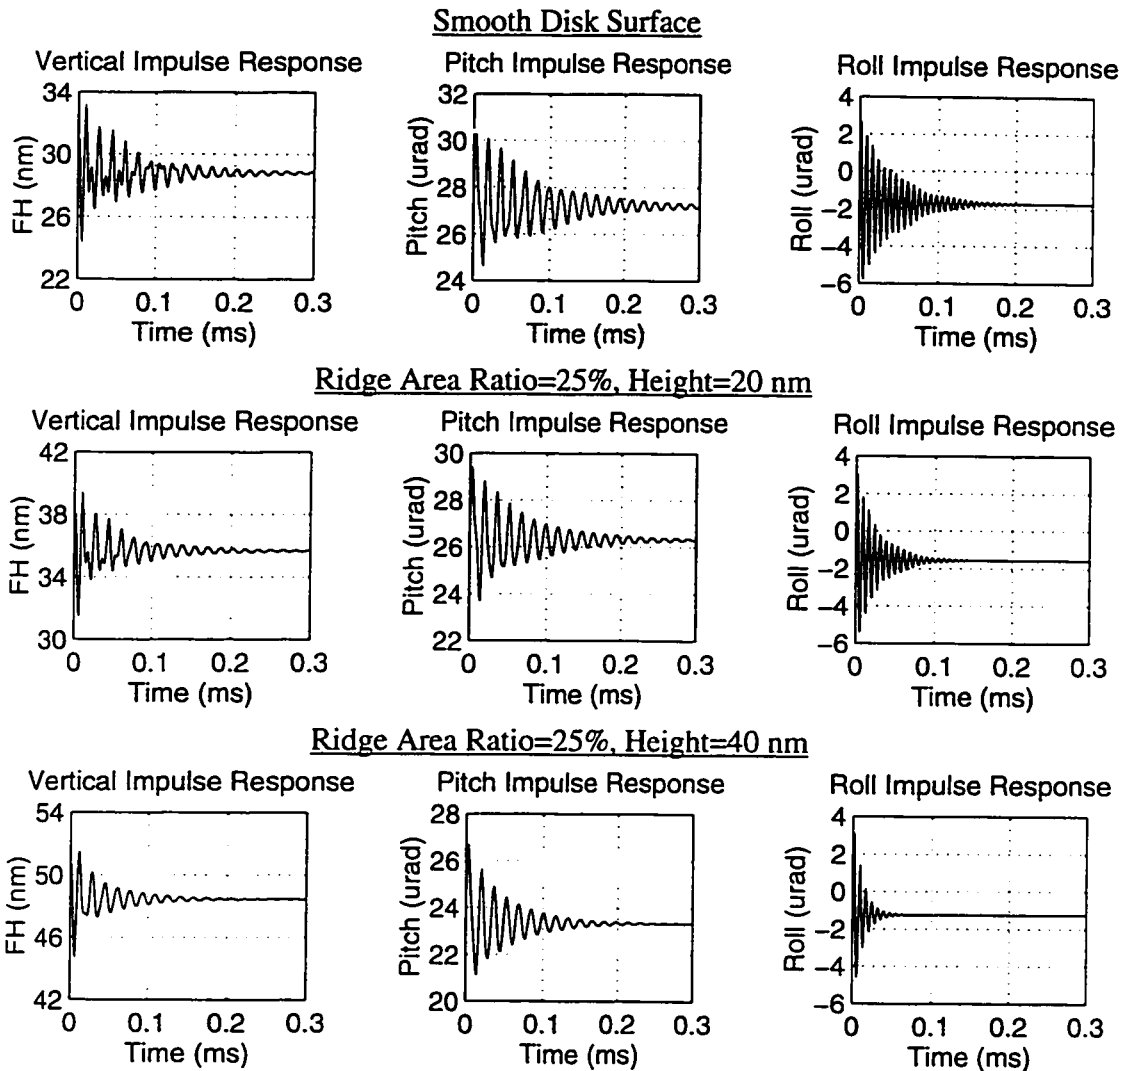 Smooth Disk Surface
Vertical Impulse Response
Pitch Impulse Response
Roll Impulse Response
34
30
26
22
FH (nm)
0 0.1 0.2 0.3
Time (ms)
32
30
28
26
24
Pitch (urad)
0 0.1 0.2 0.3
Time (ms)
4
2
0
−2
−4
−6
Roll (urad)
0 0.1 0.2 0.3
Time (ms)
Ridge Area Ratio=25%, Height=20 nm
Vertical Impulse Response
Pitch Impulse Response
Roll Impulse Response
42
38
34
30
FH (nm)
0 0.1 0.2 0.3
Time (ms)
30
28
26
24
22
Pitch (urad)
0 0.1 0.2 0.3
Time (ms)
4
2
0
−2
−4
−6
Roll (urad)
0 0.1 0.2 0.3
Time (ms)
Ridge Area Ratio=25%, Height=40 nm
Vertical Impulse Response
Pitch Impulse Response
Roll Impulse Response
54
50
46
42
FH (nm)
0 0.1 0.2 0.3
Time (ms)
28
26
24
22
20
Pitch (urad)
0 0.1 0.2 0.3
Time (ms)
4
2
0
−2
−4
−6
Roll (urad)
0 0.1 0.2 0.3
Time (ms)